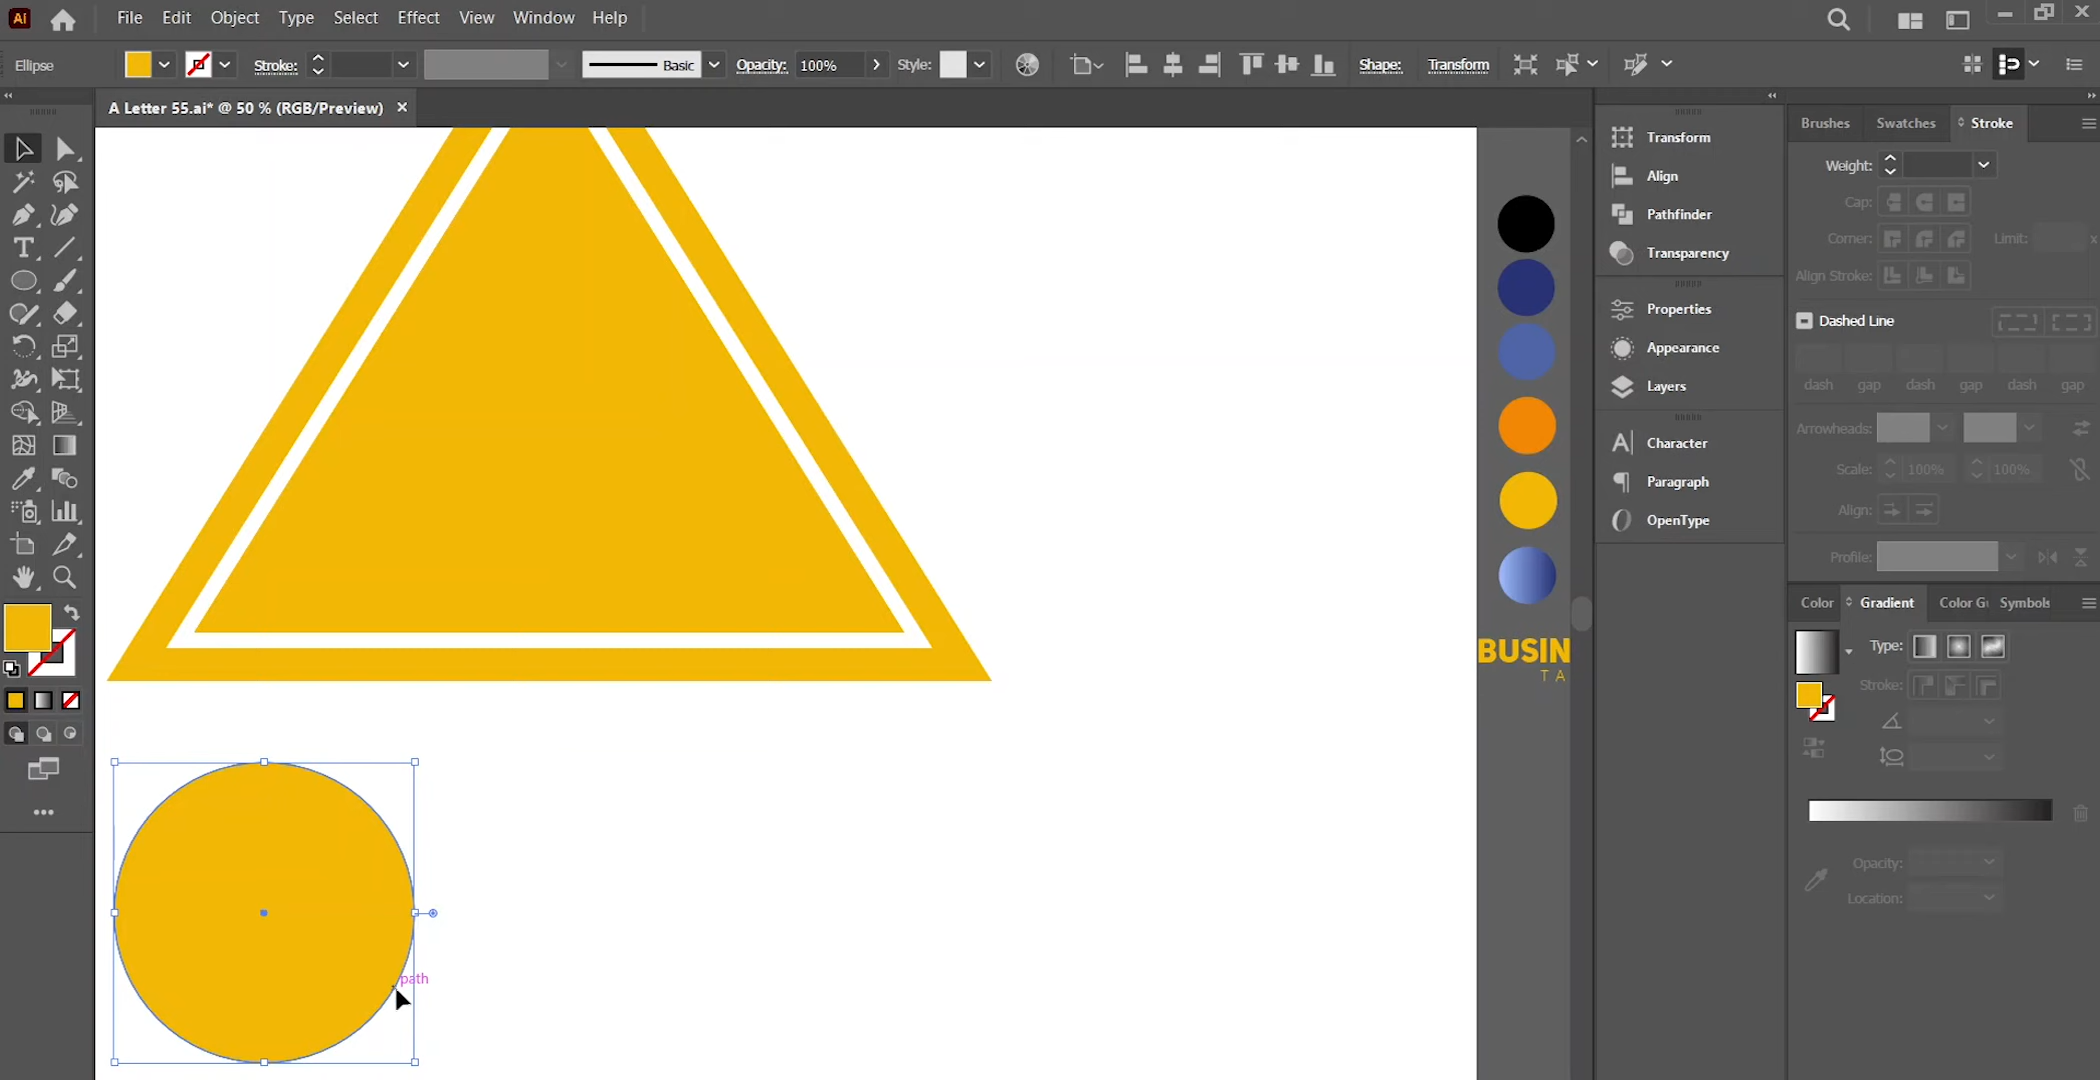 Ai File Edit Object Type Select Effect View Window Help
Ellipse Stroke: Basic Opacity: 100% Style: Shape: Transform
A Letter 55.ai* @ 50 % (RGB/Preview) ×
Transform
Align
Pathfinder
Transparency
Properties
Appearance
Layers
Character
Paragraph
OpenType
Brushes Swatches Stroke
Weight:
Cap:
Corner: Limit: x
Align Stroke:
Dashed Line
dash gap dash gap dash gap
Arrowheads:
Scale: 100% 100%
Align:
Profile:
Color Gradient Color Gu Symbols
Type:
Stroke:
Opacity:
Location:
BUSIN
TA
path